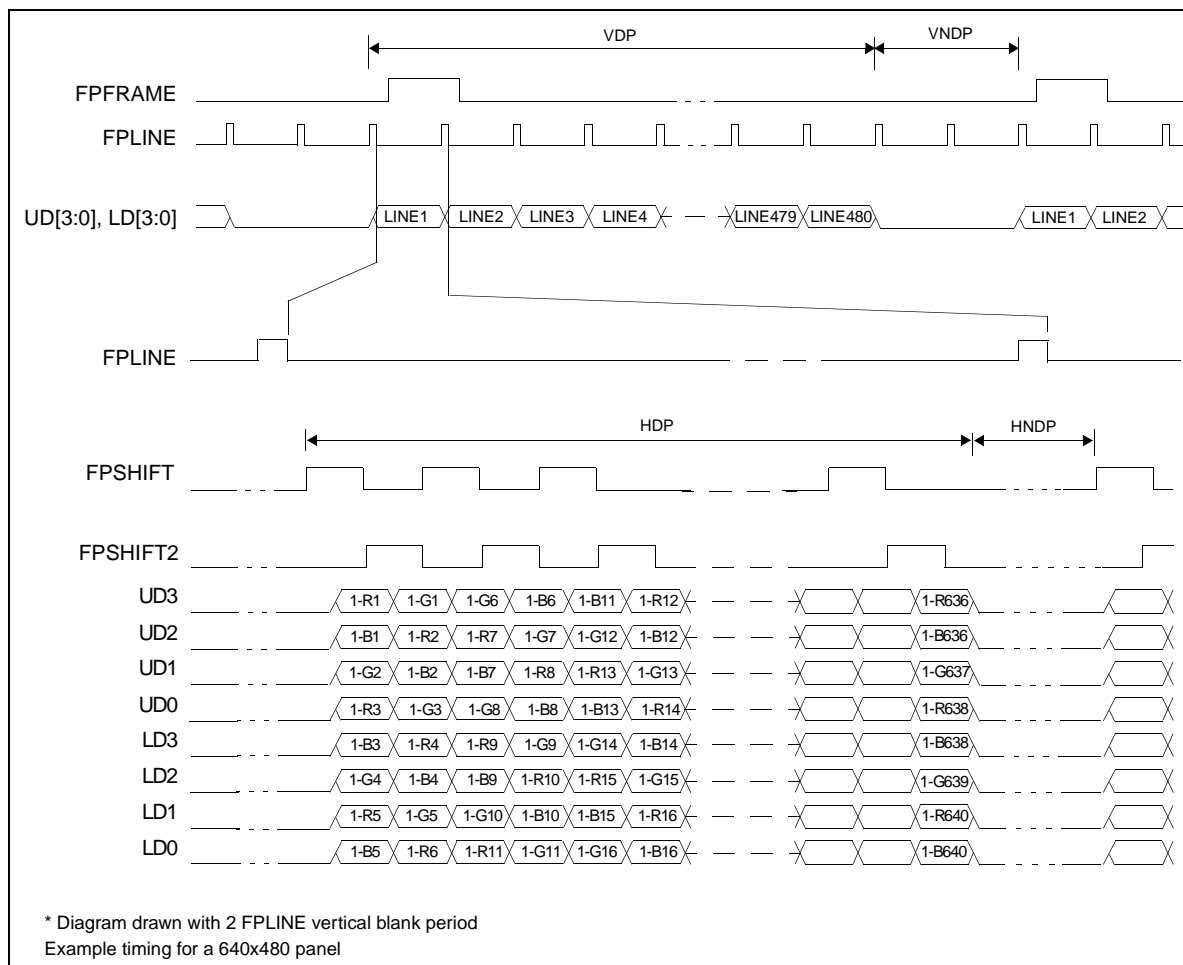 VDP VNDP
FPFRAME
FPLINE
UD[3:0], LD[3:0] LINE1 LINE2 LINE3 LINE4 LINE479 LINE480 LINE1 LINE2
FPLINE
HDP HNDP
FPSHIFT
FPSHIFT2
UD3 1-R1 1-G1 1-G6 1-B6 1-B11 1-R12 1-R636
UD2 1-B1 1-R2 1-R7 1-G7 1-G12 1-B12 1-B636
UD1 1-G2 1-B2 1-B7 1-R8 1-R13 1-G13 1-G637
UD0 1-R3 1-G3 1-G8 1-B8 1-B13 1-R14 1-R638
LD3 1-B3 1-R4 1-R9 1-G9 1-G14 1-B14 1-B638
LD2 1-G4 1-B4 1-B9 1-R10 1-R15 1-G15 1-G639
LD1 1-R5 1-G5 1-G10 1-B10 1-B15 1-R16 1-R640
LD0 1-B5 1-R6 1-R11 1-G11 1-G16 1-B16 1-B640
* Diagram drawn with 2 FPLINE vertical blank period
Example timing for a 640x480 panel